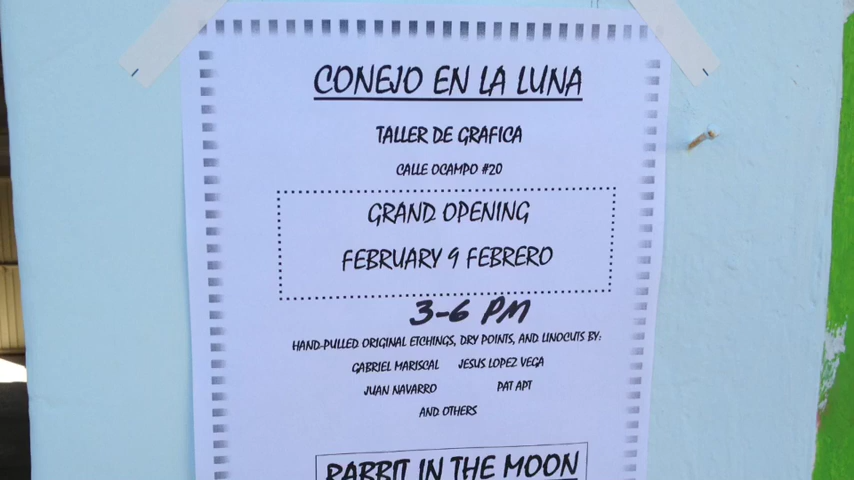 CONEJO EN LA LUNA
TALLER DE GRAFICA
CALLE OCAMPO #20
GRAND OPENING
FEBRUARY 9 FEBRERO
3-6 PM
HAND-PULLED ORIGINAL ETCHINGS, DRY POINTS, AND LINOCUTS BY:
GABRIEL MARISCAL JESUS LOPEZ VEGA
JUAN NAVARRO PAT APT
AND OTHERS
RABBIT IN THE MOON